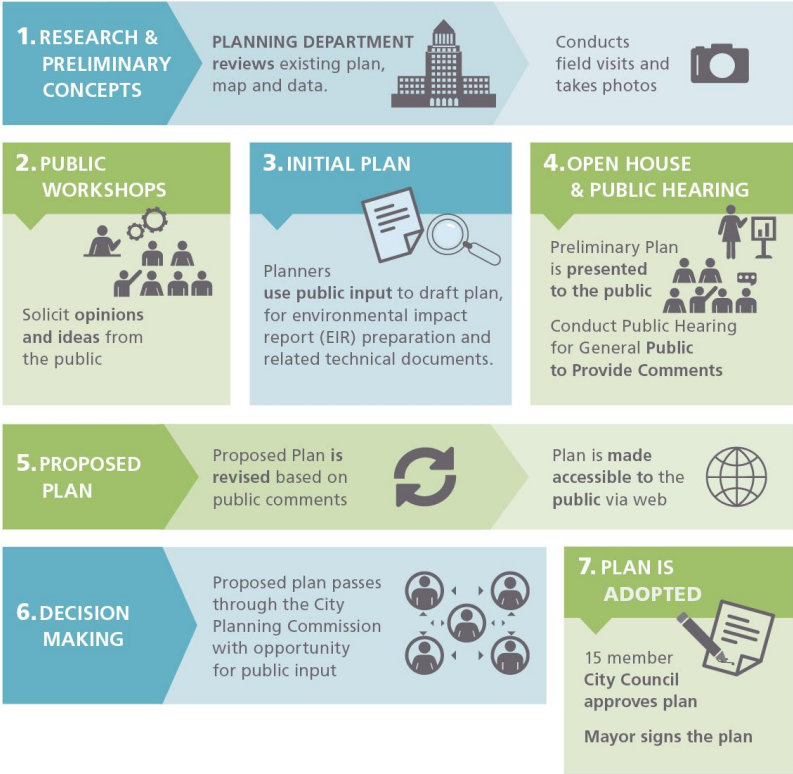 1. RESEARCH &
PRELIMINARY
CONCEPTS
PLANNING DEPARTMENT
reviews existing plan,
map and data.
Conducts
field visits and
takes photos
2. PUBLIC
WORKSHOPS
Solicit opinions
and ideas from
the public
3. INITIAL PLAN
Planners
use public input to draft plan,
for environmental impact
report (EIR) preparation and
related technical documents.
4. OPEN HOUSE
& PUBLIC HEARING
Preliminary Plan
is presented
to the public
Conduct Public Hearing
for General Public
to Provide Comments
5. PROPOSED
PLAN
Proposed Plan is
revised based on
public comments
Plan is made
accessible to the
public via web
6. DECISION
MAKING
Proposed plan passes
through the City
Planning Commission
with opportunity
for public input
7. PLAN IS
ADOPTED
15 member
City Council
approves plan
Mayor signs the plan